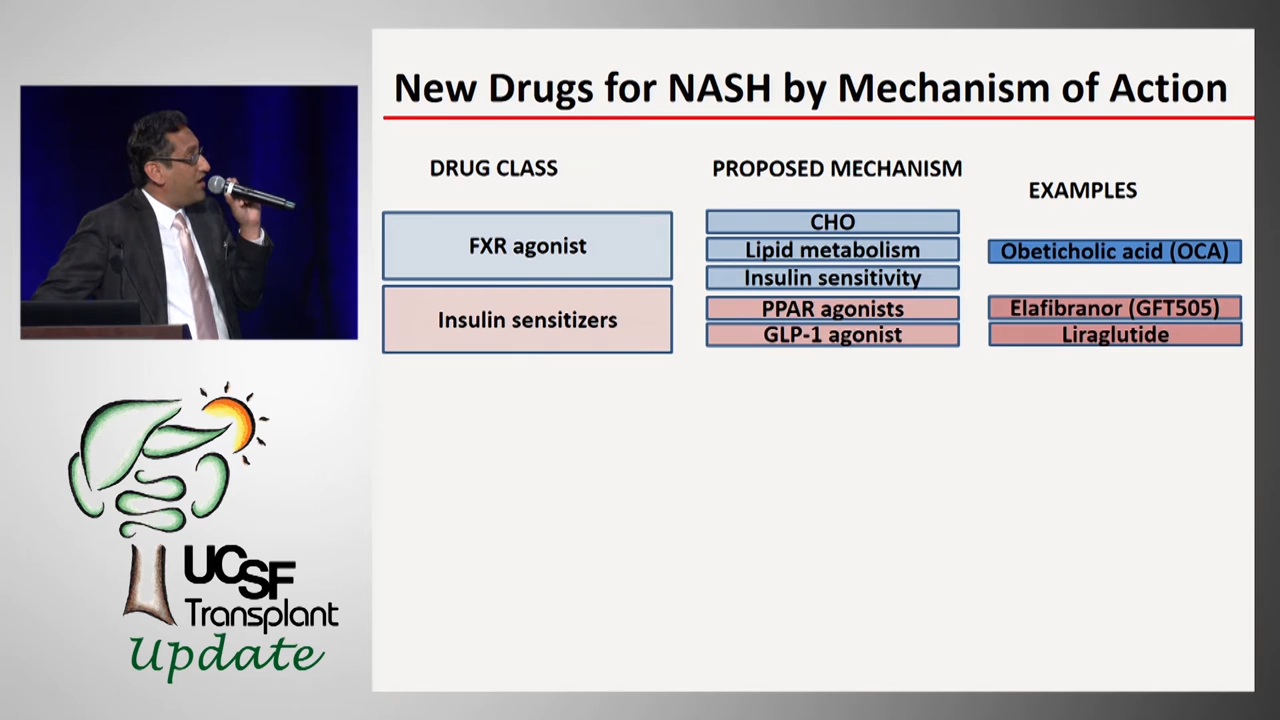 New Drugs for NASH by Mechanism of Action
DRUG CLASS
PROPOSED MECHANISM
EXAMPLES
FXR agonist
CHO
Lipid metabolism
Insulin sensitivity
Obeticholic acid (OCA)
Insulin sensitizers
PPAR agonists
GLP-1 agonist
Elafibranor (GFT505)
Liraglutide
UCSF
Transplant
Update